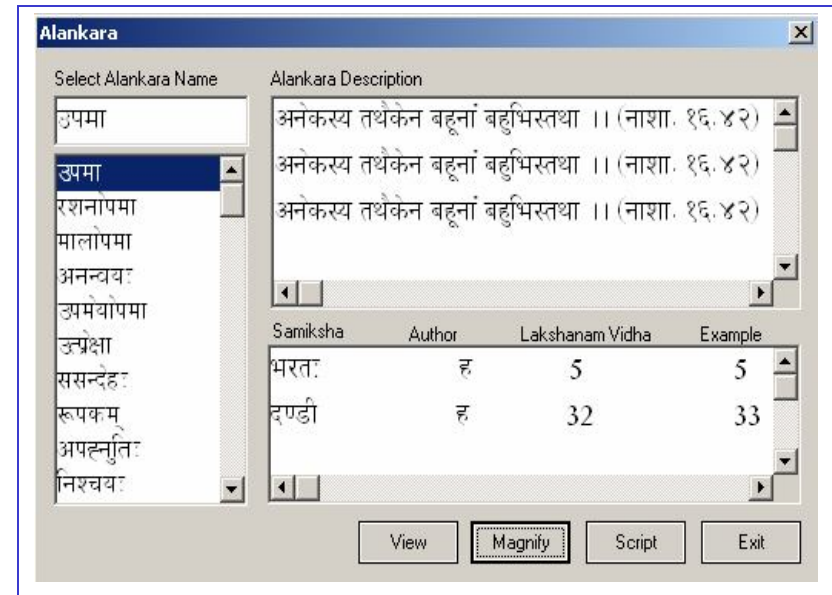 Alankara
Select Alankara Name
उपमा
उपमा
रशनोपमा
मालोपमा
अनन्वयः
उपमेयोपमा
उत्प्रेक्षा
ससन्देहः
रूपकम्
अपह्नुतिः
निश्चयः
Alankara Description
अनेकस्य तथैकेन बहूनां बहुभिस्तथा ।। (नाशा. १६.४२)
अनेकस्य तथैकेन बहूनां बहुभिस्तथा ।। (नाशा. १६.४२)
अनेकस्य तथैकेन बहूनां बहुभिस्तथा ।। (नाशा. १६.४२)
Samiksha Author Lakshanam Vidha Example
भरतः ह 5 5
दण्डी ह 32 33
View Magnify Script Exit